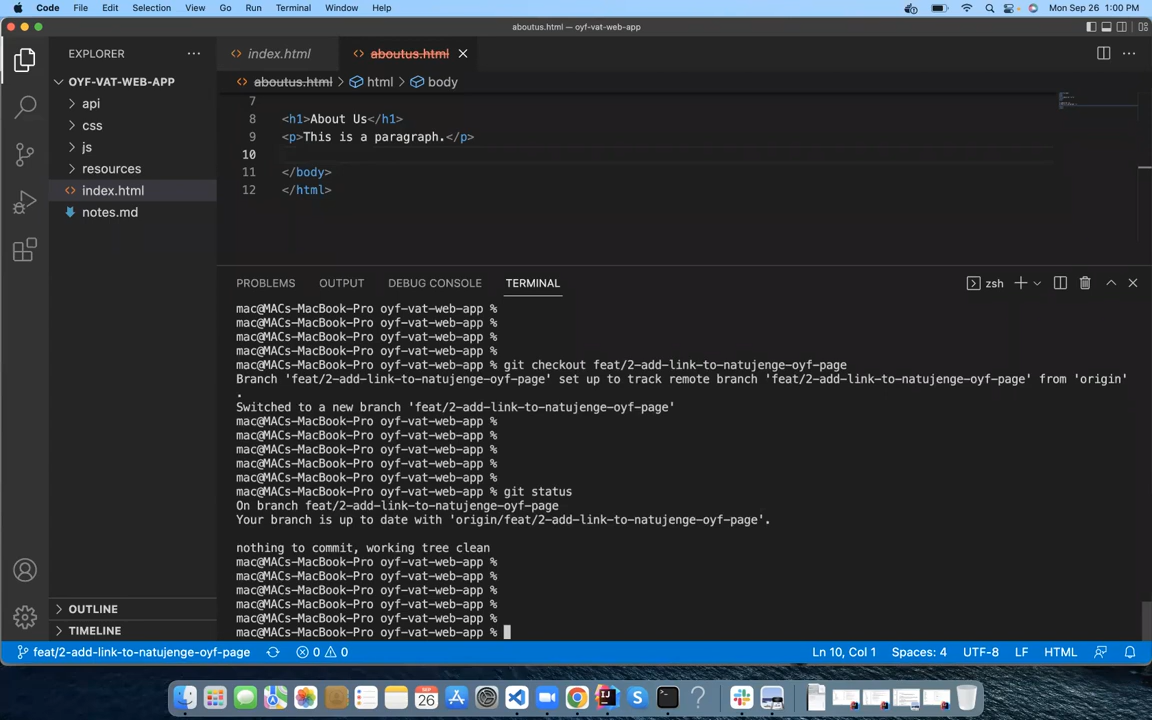 Code File Edit Selection View Go Run Terminal Window Help Mon Sep 26 1:00 PM
aboutus.html — oyf-vat-web-app
EXPLORER
index.html aboutus.html
OYF-VAT-WEB-APP
aboutus.html > html > body
api
css
js
resources
index.html
notes.md
7
8 <h1>About Us</h1>
9 <p>This is a paragraph.</p>
10
11 </body>
12 </html>
PROBLEMS OUTPUT DEBUG CONSOLE TERMINAL zsh
mac@MACs-MacBook-Pro oyf-vat-web-app %
mac@MACs-MacBook-Pro oyf-vat-web-app %
mac@MACs-MacBook-Pro oyf-vat-web-app %
mac@MACs-MacBook-Pro oyf-vat-web-app %
mac@MACs-MacBook-Pro oyf-vat-web-app % git checkout feat/2-add-link-to-natujenge-oyf-page
Branch 'feat/2-add-link-to-natujenge-oyf-page' set up to track remote branch 'feat/2-add-link-to-natujenge-oyf-page' from 'origin'
.
Switched to a new branch 'feat/2-add-link-to-natujenge-oyf-page'
mac@MACs-MacBook-Pro oyf-vat-web-app %
mac@MACs-MacBook-Pro oyf-vat-web-app %
mac@MACs-MacBook-Pro oyf-vat-web-app %
mac@MACs-MacBook-Pro oyf-vat-web-app %
mac@MACs-MacBook-Pro oyf-vat-web-app %
mac@MACs-MacBook-Pro oyf-vat-web-app % git status
On branch feat/2-add-link-to-natujenge-oyf-page
Your branch is up to date with 'origin/feat/2-add-link-to-natujenge-oyf-page'.
nothing to commit, working tree clean
mac@MACs-MacBook-Pro oyf-vat-web-app %
mac@MACs-MacBook-Pro oyf-vat-web-app %
mac@MACs-MacBook-Pro oyf-vat-web-app %
mac@MACs-MacBook-Pro oyf-vat-web-app %
mac@MACs-MacBook-Pro oyf-vat-web-app %
mac@MACs-MacBook-Pro oyf-vat-web-app %
OUTLINE
TIMELINE
feat/2-add-link-to-natujenge-oyf-page 0 0 Ln 10, Col 1 Spaces: 4 UTF-8 LF HTML
SEP
26